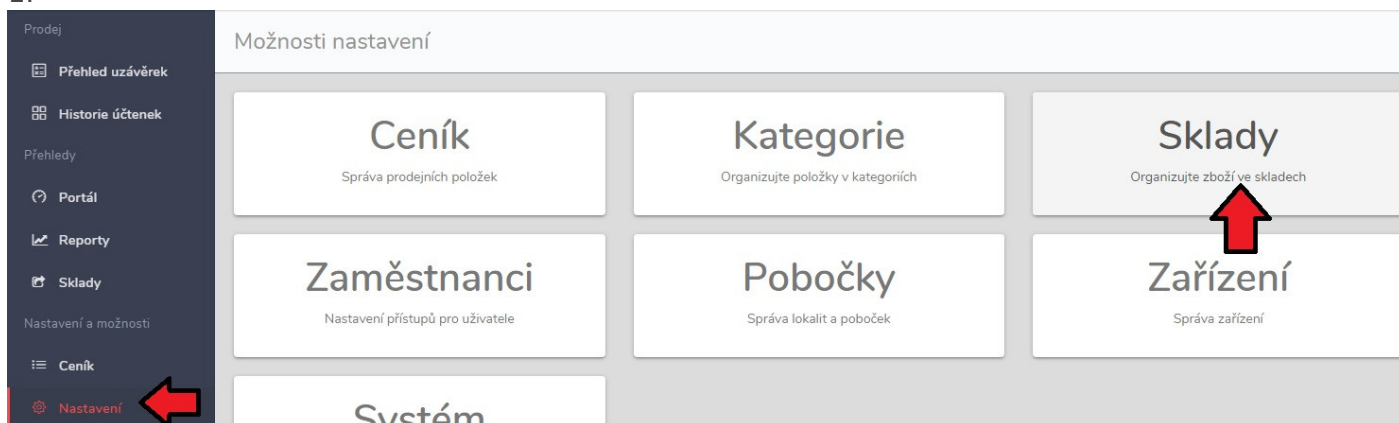 Prodej
Přehled uzávěrek
Historie účtenek
Přehledy
Portál
Reporty
Sklady
Nastavení a možnosti
Ceník
Nastavení
Možnosti nastavení
Ceník
Správa prodejních položek
Kategorie
Organizujte položky v kategoriích
Sklady
Organizujte zboží ve skladech
Zaměstnanci
Nastavení přístupů pro uživatele
Pobočky
Správa lokalit a poboček
Zařízení
Správa zařízení
Systém